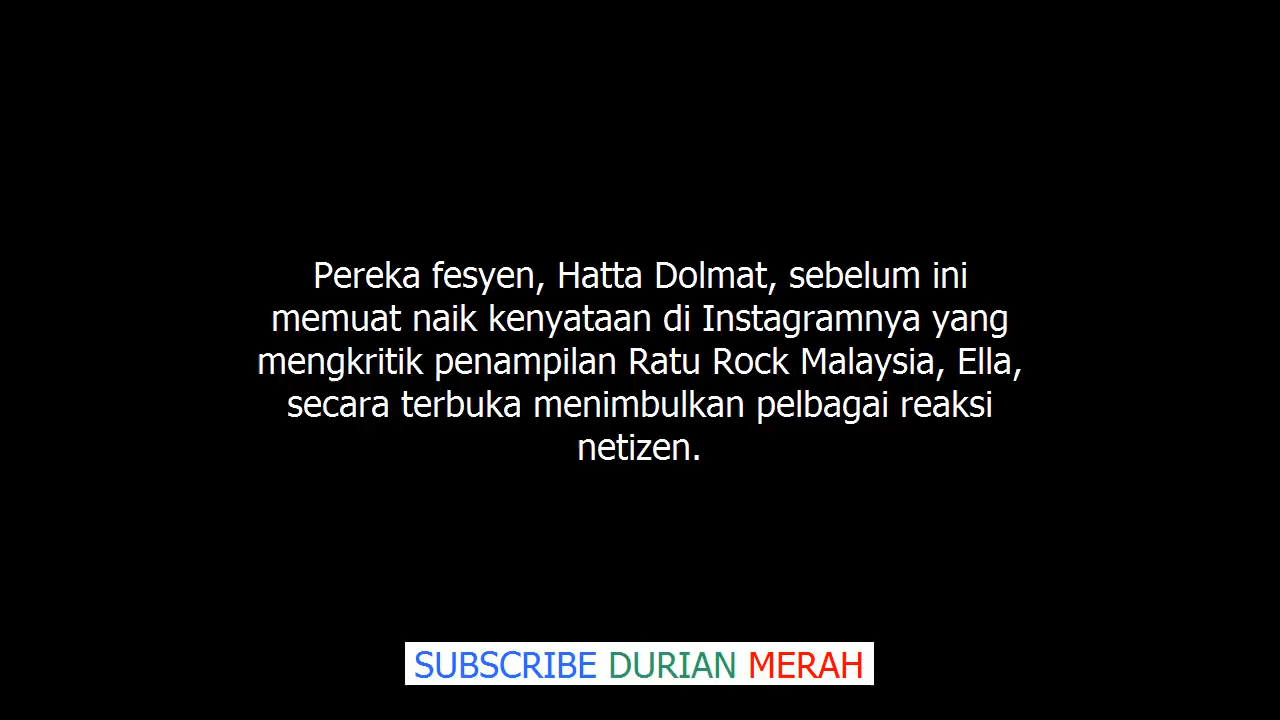 Pereka fesyen, Hatta Dolmat, sebelum ini
memuat naik kenyataan di Instagramnya yang
mengkritik penampilan Ratu Rock Malaysia, Ella,
secara terbuka menimbulkan pelbagai reaksi
netizen.
SUBSCRIBE DURIAN MERAH